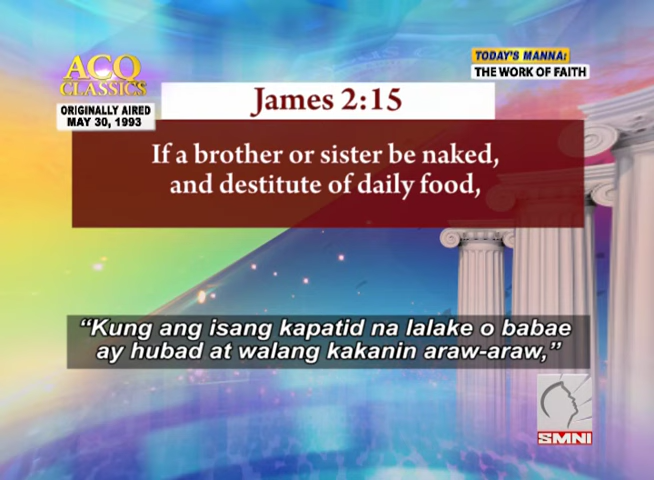 ACQ
CLASSICS
ORIGINALLY AIRED
MAY 30, 1993
TODAY'S MANNA:
THE WORK OF FAITH
James 2:15
If a brother or sister be naked,
and destitute of daily food,
“Kung ang isang kapatid na lalake o babae
ay hubad at walang kakanin araw-araw,”
SMNI